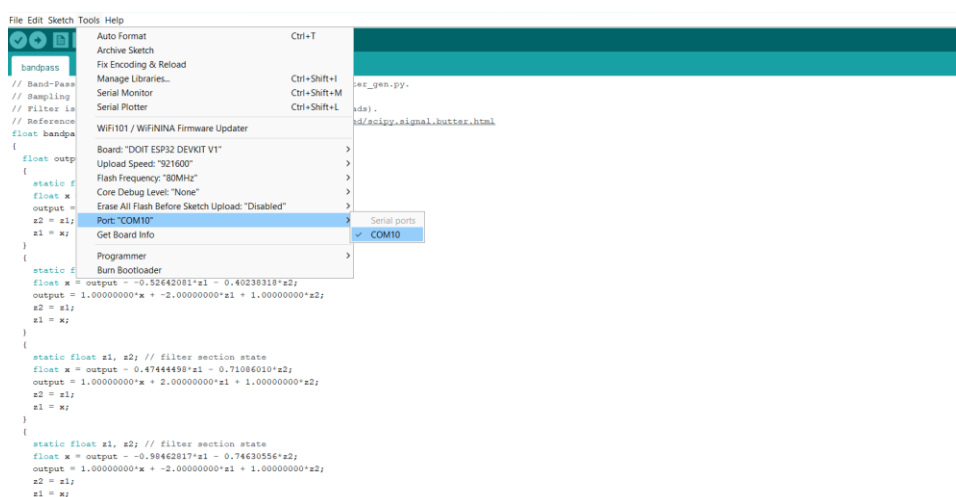 File Edit Sketch Tools Help
Auto Format Ctrl+T
Archive Sketch
Fix Encoding & Reload
Manage Libraries... Ctrl+Shift+I
Serial Monitor Ctrl+Shift+M
Serial Plotter Ctrl+Shift+L
WiFi101 / WiFiNINA Firmware Updater
Board: "DOIT ESP32 DEVKIT V1"
Upload Speed: "921600"
Flash Frequency: "80MHz"
Core Debug Level: "None"
Erase All Flash Before Sketch Upload: "Disabled"
Port: "COM10"
Get Board Info
Programmer
Burn Bootloader
Serial ports
COM10
bandpass
// Band-Pass er_gen.py.
// Sampling
// Filter is ads).
// Reference d/scipy.signal.butter.html
float bandpa
{
float outp
{
static f
float x
output =
z2 = z1;
z1 = x;
}
{
static f
float x = output - -0.52642081*z1 - 0.40238318*z2;
output = 1.00000000*x + -2.00000000*z1 + 1.00000000*z2;
z2 = z1;
z1 = x;
}
{
static float z1, z2; // filter section state
float x = output - 0.47444498*z1 - 0.71086010*z2;
output = 1.00000000*x + 2.00000000*z1 + 1.00000000*z2;
z2 = z1;
z1 = x;
}
{
static float z1, z2; // filter section state
float x = output - -0.98462817*z1 - 0.74630556*z2;
output = 1.00000000*x + -2.00000000*z1 + 1.00000000*z2;
z2 = z1;
z1 = x;